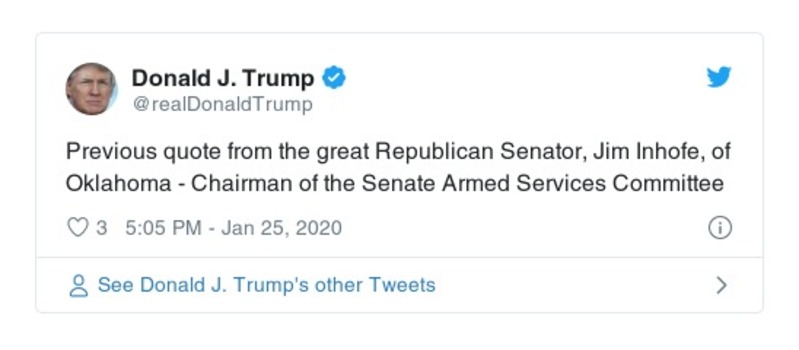 Donald J. Trump
@realDonaldTrump
Previous quote from the great Republican Senator, Jim Inhofe, of
Oklahoma - Chairman of the Senate Armed Services Committee
3 5:05 PM - Jan 25, 2020
See Donald J. Trump's other Tweets